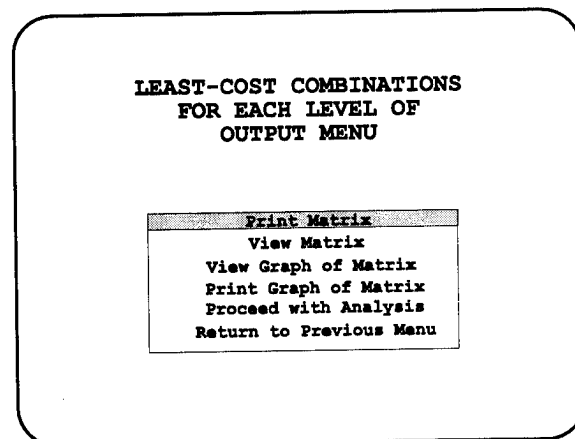 LEAST-COST COMBINATIONS
FOR EACH LEVEL OF
OUTPUT MENU
Print Matrix
View Matrix
View Graph of Matrix
Print Graph of Matrix
Proceed with Analysis
Return to Previous Menu